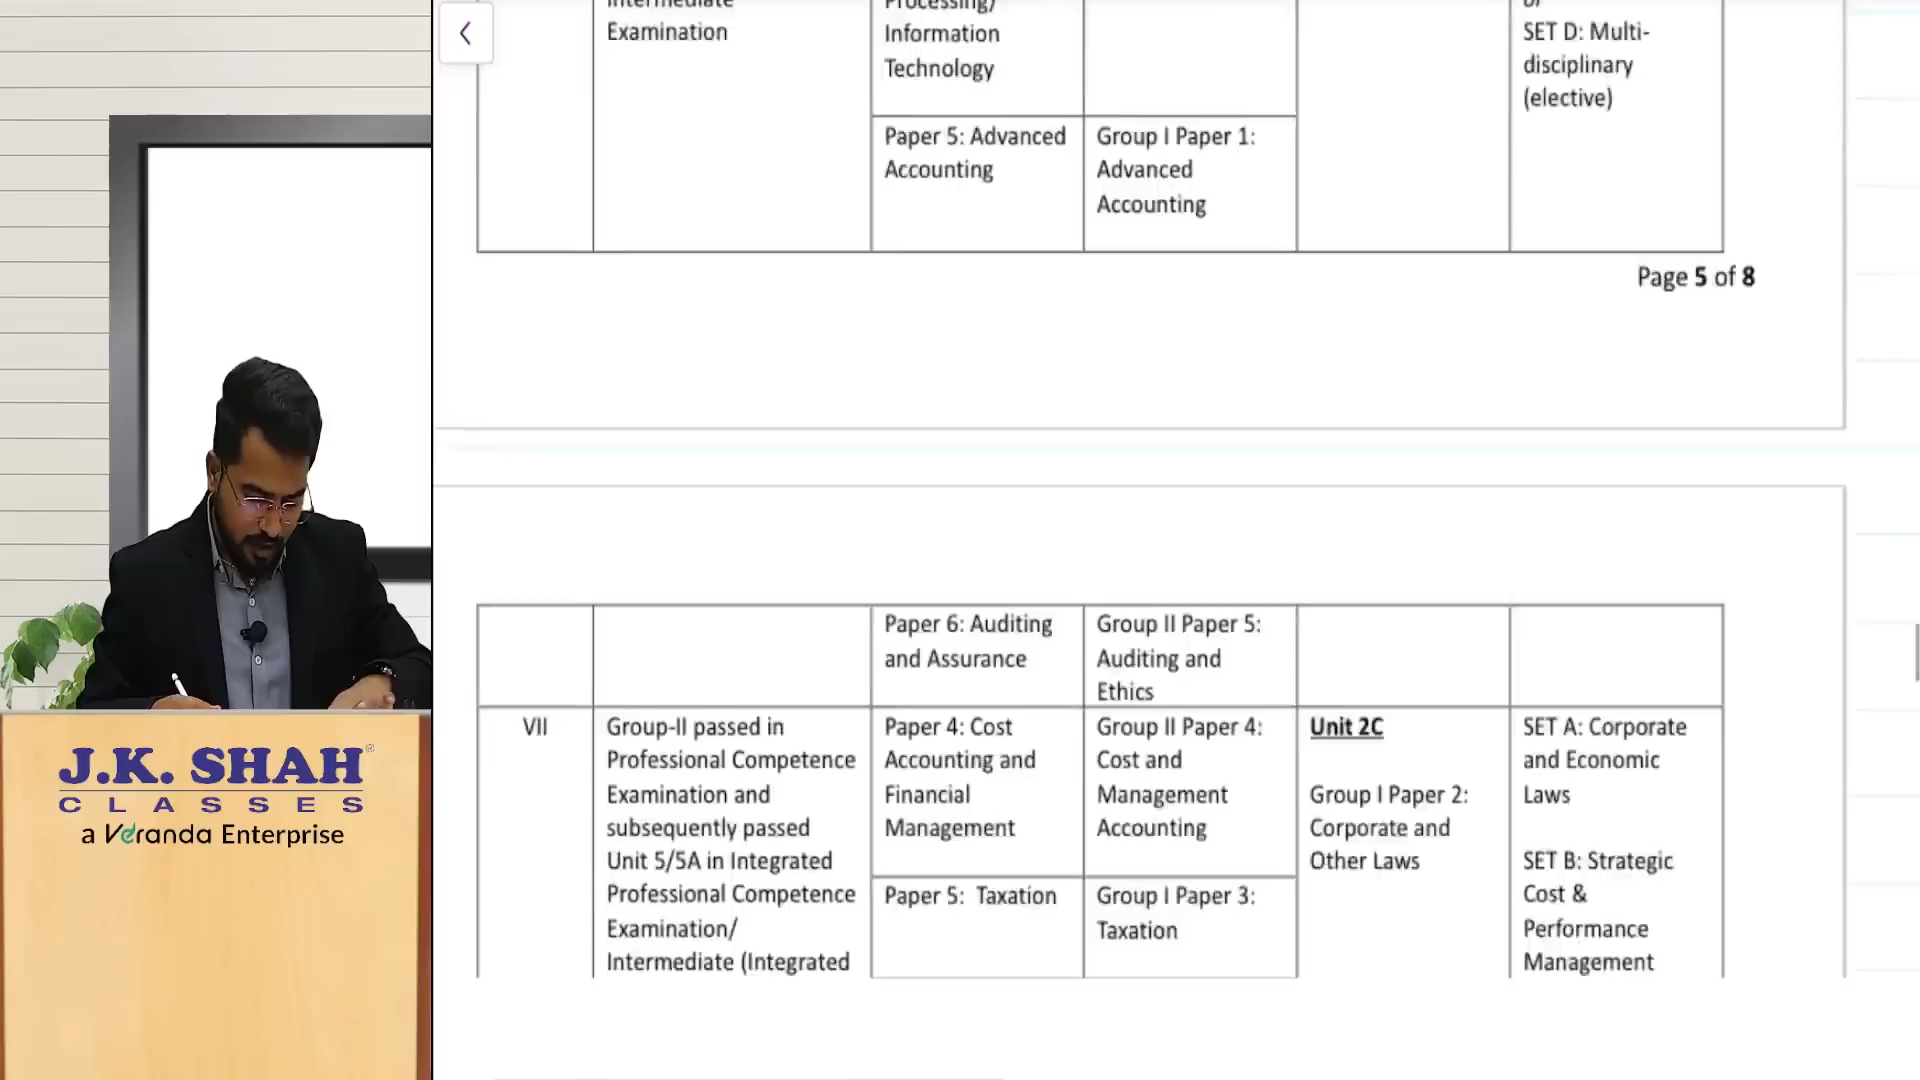 Intermediate
Examination
Processing/
Information
Technology
or
SET D: Multi-
disciplinary
(elective)
Paper 5: Advanced
Accounting
Group I Paper 1:
Advanced
Accounting
Page 5 of 8
Paper 6: Auditing
and Assurance
Group II Paper 5:
Auditing and
Ethics
VII
Group-II passed in
Professional Competence
Examination and
subsequently passed
Unit 5/5A in Integrated
Professional Competence
Examination/
Intermediate (Integrated
Paper 4: Cost
Accounting and
Financial
Management
Group II Paper 4:
Cost and
Management
Accounting
Paper 5: Taxation
Group I Paper 3:
Taxation
Unit 2C
Group I Paper 2:
Corporate and
Other Laws
SET A: Corporate
and Economic
Laws
SET B: Strategic
Cost &
Performance
Management
J.K. SHAH®
CLASSES
a Veranda Enterprise